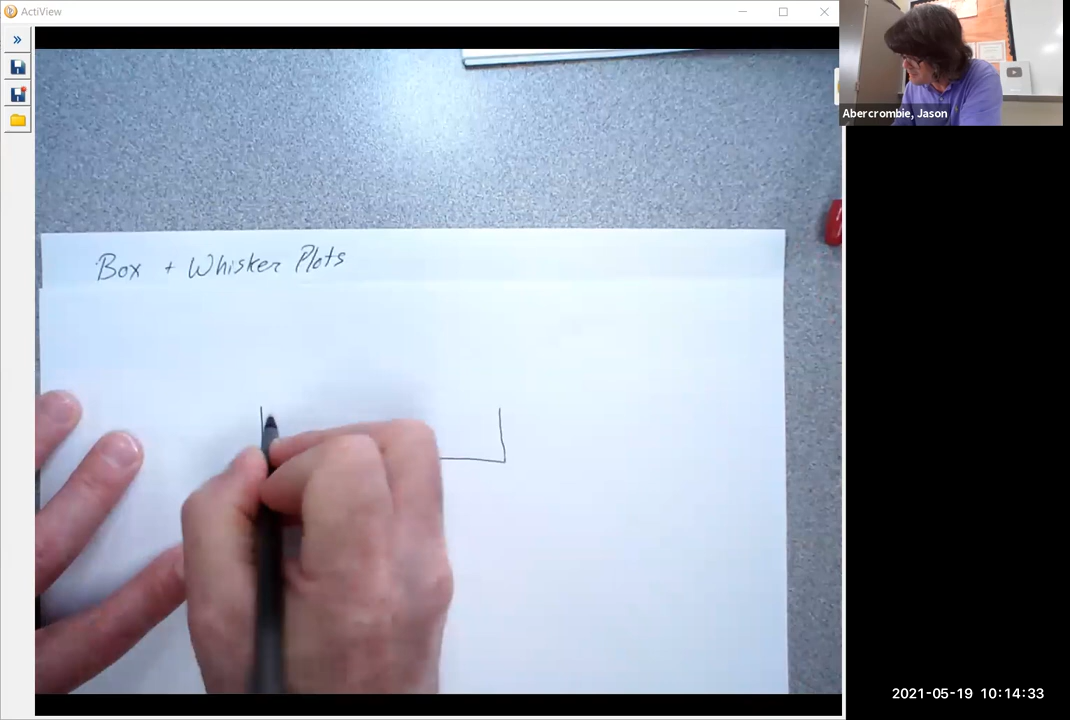 ActiView
Abercrombie, Jason
Box + Whisker Plots
2021-05-19 10:14:33